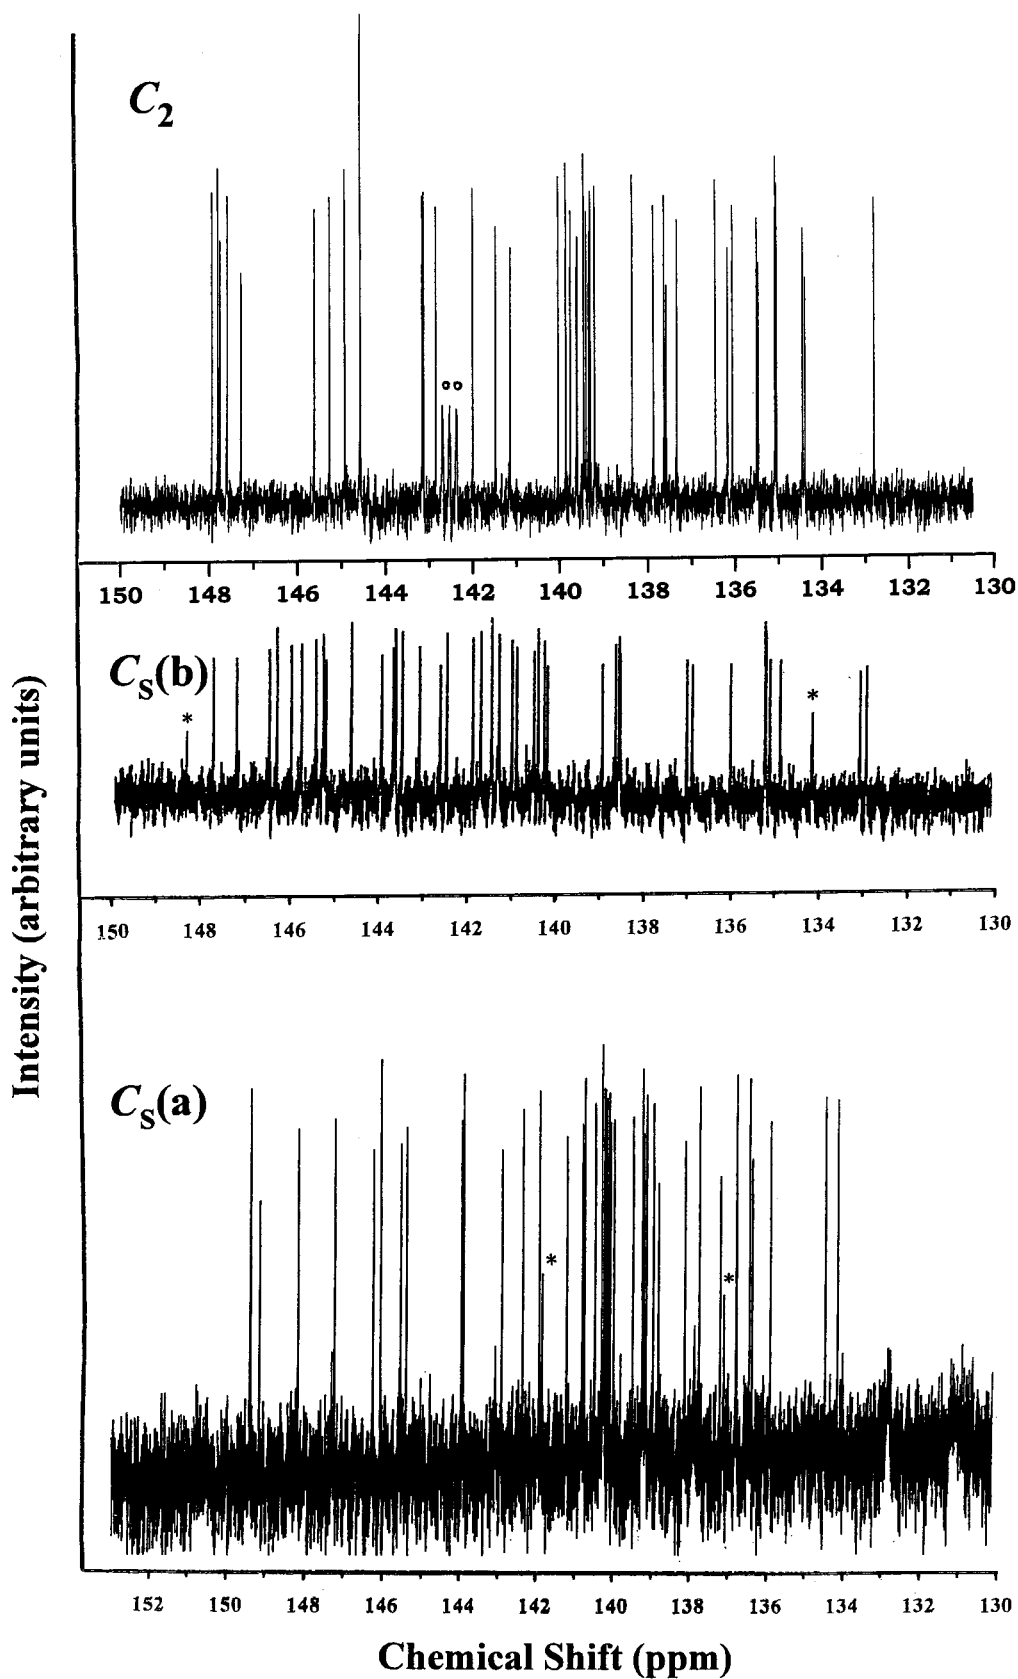 C2
°°
150 148 146 144 142 140 138 136 134 132 130
Cs(b)
*
*
150 148 146 144 142 140 138 136 134 132 130
Cs(a)
*
*
152 150 148 146 144 142 140 138 136 134 132 130
Chemical Shift (ppm)
Intensity (arbitrary units)